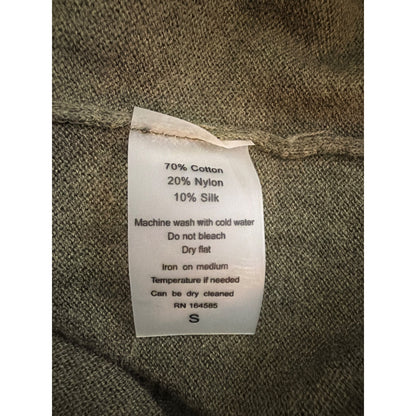 70% Cotton
20% Nylon
10% Silk
Machine wash with cold water
Do not bleach
Dry flat
Iron on medium
Temperature if needed
Can be dry cleaned
RN 164585
S